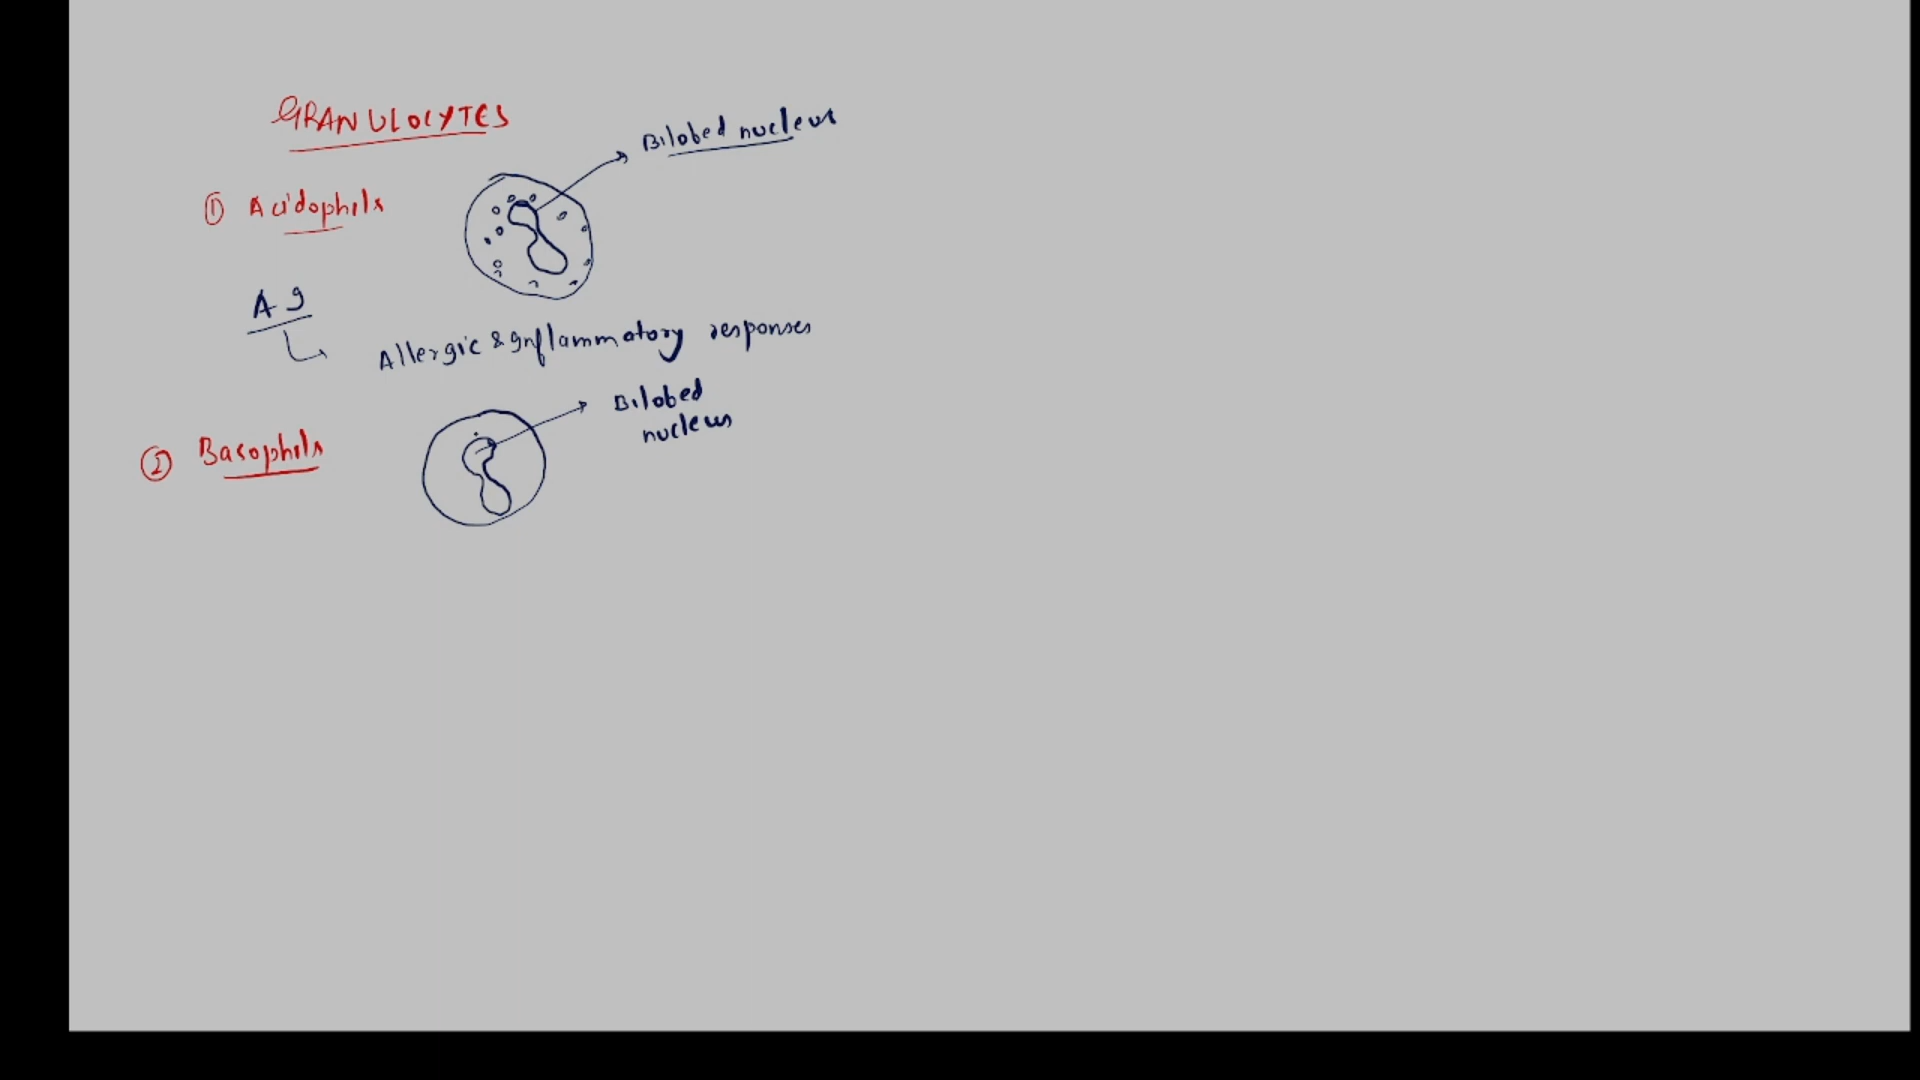 GRANULOCYTES
Bilobed nucleus
① Acidophils
A I
Allergic & Inflammatory responses
Bilobed
nucleus
② Basophils